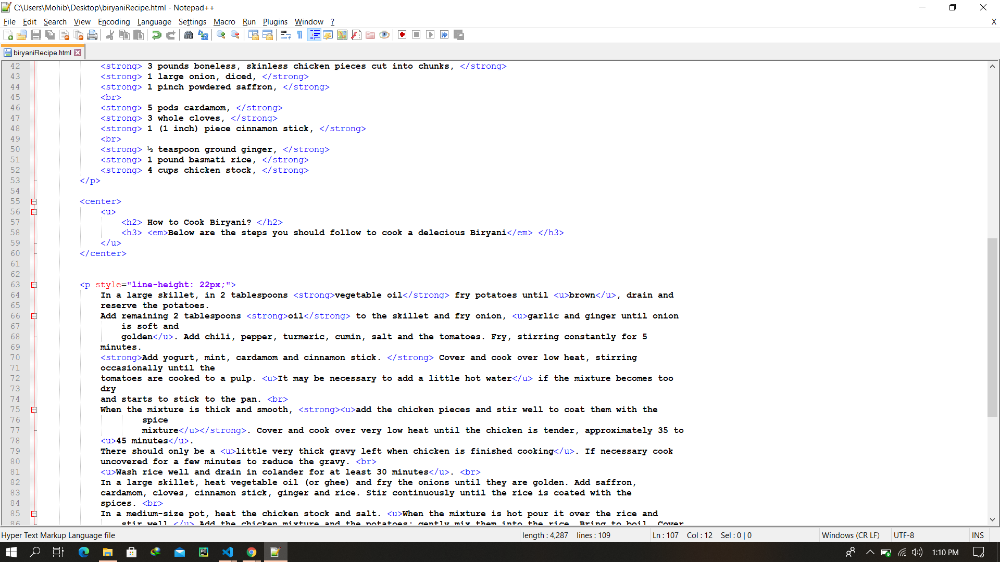 C:\Users\Mohib\Desktop\biryaniRecipe.html - Notepad++
File Edit Search View Encoding Language Settings Macro Run Plugins Window ? X
biryaniRecipe.html
42 <strong> 3 pounds boneless, skinless chicken pieces cut into chunks, </strong>
43 <strong> 1 large onion, diced, </strong>
44 <strong> 1 pinch powdered saffron, </strong>
45 <br>
46 <strong> 5 pods cardamom, </strong>
47 <strong> 3 whole cloves, </strong>
48 <strong> 1 (1 inch) piece cinnamon stick, </strong>
49 <br>
50 <strong> ½ teaspoon ground ginger, </strong>
51 <strong> 1 pound basmati rice, </strong>
52 <strong> 4 cups chicken stock, </strong>
53 </p>
54
55 <center>
56 <u>
57 <h2> How to Cook Biryani? </h2>
58 <h3> <em>Below are the steps you should follow to cook a delecious Biryani</em> </h3>
59 </u>
60 </center>
61
62
63 <p style="line-height: 22px;">
64 In a large skillet, in 2 tablespoons <strong>vegetable oil</strong> fry potatoes until <u>brown</u>, drain and
65 reserve the potatoes.
66 Add remaining 2 tablespoons <strong>oil</strong> to the skillet and fry onion, <u>garlic and ginger until onion
67 is soft and
68 golden</u>. Add chili, pepper, turmeric, cumin, salt and the tomatoes. Fry, stirring constantly for 5
69 minutes.
70 <strong>Add yogurt, mint, cardamom and cinnamon stick. </strong> Cover and cook over low heat, stirring
71 occasionally until the
72 tomatoes are cooked to a pulp. <u>It may be necessary to add a little hot water</u> if the mixture becomes too
73 dry
74 and starts to stick to the pan. <br>
75 When the mixture is thick and smooth, <strong><u>add the chicken pieces and stir well to coat them with the
76 spice
77 mixture</u></strong>. Cover and cook over very low heat until the chicken is tender, approximately 35 to
78 <u>45 minutes</u>.
79 There should only be a <u>little very thick gravy left when chicken is finished cooking</u>. If necessary cook
80 uncovered for a few minutes to reduce the gravy. <br>
81 <u>Wash rice well and drain in colander for at least 30 minutes</u>. <br>
82 In a large skillet, heat vegetable oil (or ghee) and fry the onions until they are golden. Add saffron,
83 cardamom, cloves, cinnamon stick, ginger and rice. Stir continuously until the rice is coated with the
84 spices. <br>
85 In a medium-size pot, heat the chicken stock and salt. <u>When the mixture is hot pour it over the rice and
86 stir well.</u> Add the chicken mixture and the potatoes; gently mix them into the rice. Bring to boil. Cover
Hyper Text Markup Language file length : 4,287 lines : 109 Ln : 107 Col : 12 Sel : 0 | 0 Windows (CR LF) UTF-8 INS
1:10 PM